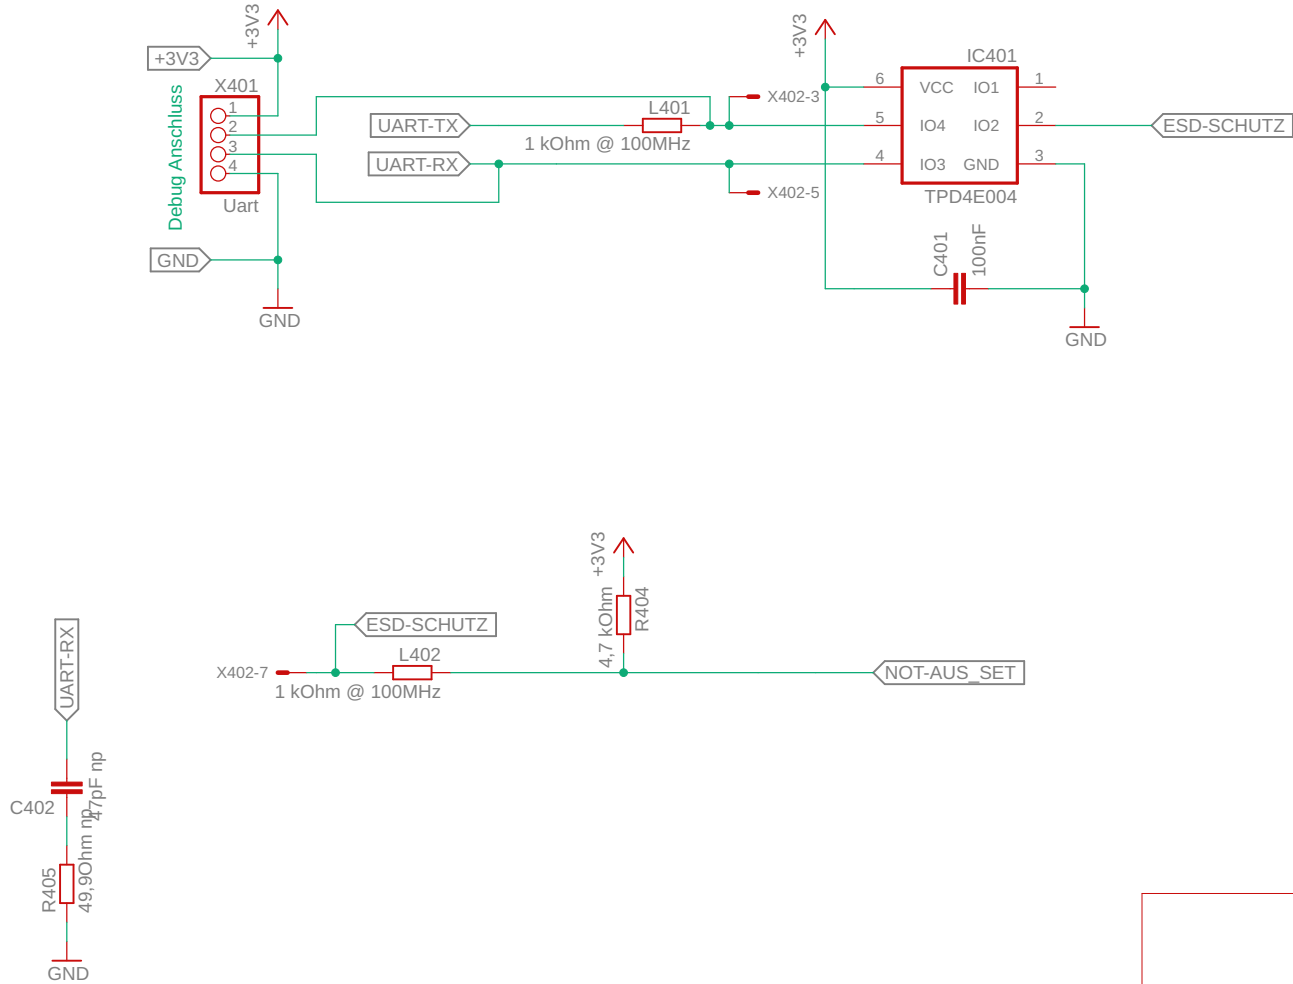 +3V3
+3V3
X401
1
2
3
4
Uart
Debug Anschluss
GND
GND
UART-TX
L401
1 kOhm @ 100MHz
UART-RX
X402-3
X402-5
+3V3
IC401
6
VCC
IO1
1
5
IO4
IO2
2
4
IO3
GND
3
TPD4E004
ESD-SCHUTZ
C401
100nF
GND
+3V3
4,7 kOhm
R404
ESD-SCHUTZ
L402
X402-7
1 kOhm @ 100MHz
NOT-AUS_SET
UART-RX
C402
47pF np
R405
49,9Ohm np
GND